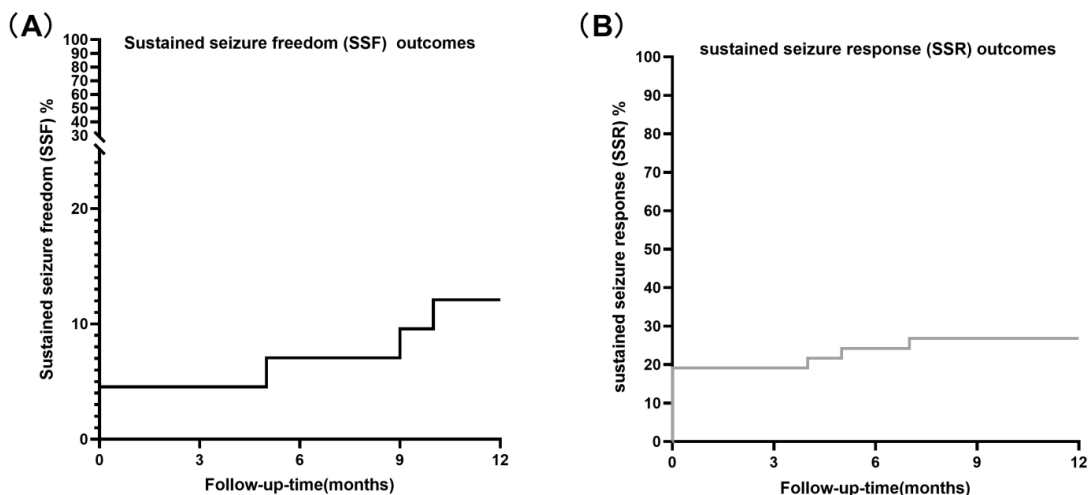 （A）
Sustained seizure freedom (SSF) outcomes
Sustained seizure freedom (SSF) %
100
90
80
70
60
50
40
30
20
10
0
0 3 6 9 12
Follow-up-time(months)
（B）
sustained seizure response (SSR) outcomes
sustained seizure response (SSR) %
100
90
80
70
60
50
40
30
20
10
0
0 3 6 9 12
Follow-up-time(months)